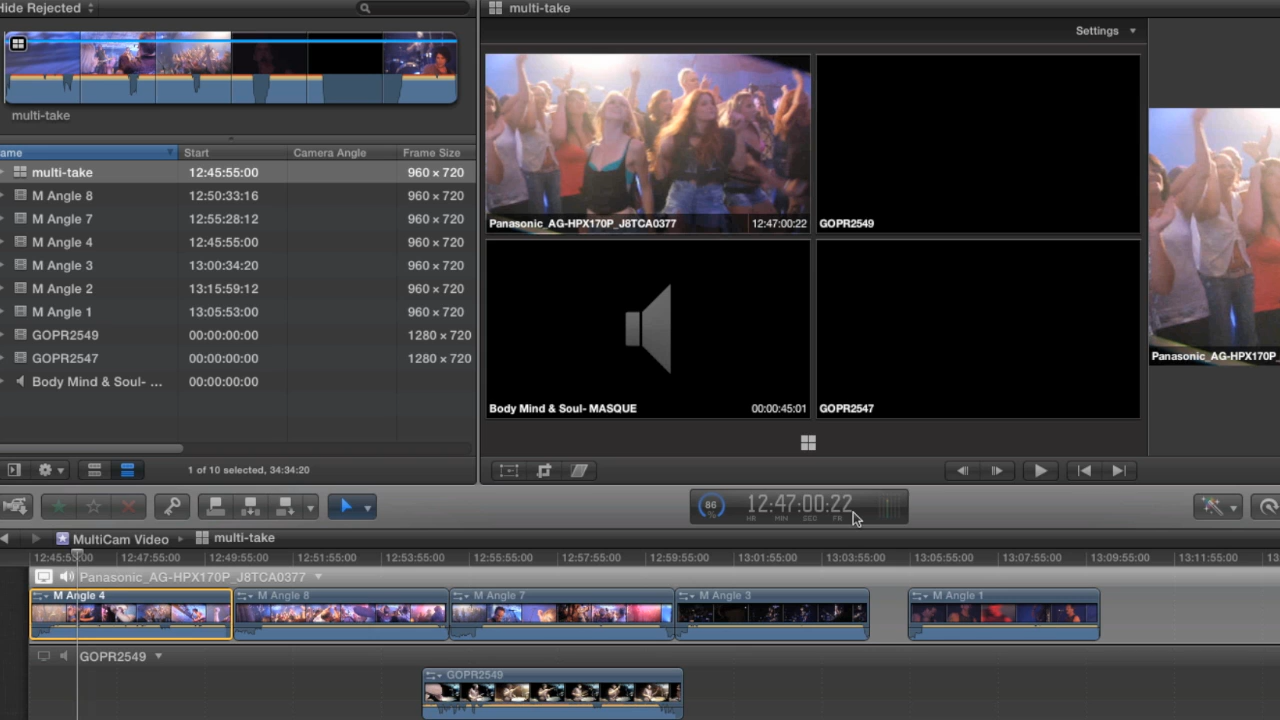 Hide Rejected
multi-take
Settings
multi-take
ame Start Camera Angle Frame Size
multi-take 12:45:55:00 960 × 720
M Angle 8 12:50:33:16 960 × 720
M Angle 7 12:55:28:12 960 × 720
M Angle 4 12:45:55:00 960 × 720
M Angle 3 13:00:34:20 960 × 720
M Angle 2 13:15:59:12 960 × 720
M Angle 1 13:05:53:00 960 × 720
GOPR2549 00:00:00:00 1280 × 720
GOPR2547 00:00:00:00 1280 × 720
Body Mind & Soul- ... 00:00:00:00
1 of 10 selected, 34:34:20
Panasonic_AG-HPX170P_J8TCA0377 12:47:00:22
GOPR2549
Body Mind & Soul- MASQUE 00:00:45:01
GOPR2547
Panasonic_AG-HPX170P_
86 % 12:47:00:22
HR MIN SEC FR
MultiCam Video multi-take
12:45:53:00 12:47:55:00 12:49:55:00 12:51:55:00 12:53:55:00 12:55:55:00 12:57:55:00 12:59:55:00 13:01:55:00 13:03:55:00 13:05:55:00 13:07:55:00 13:09:55:00 13:11:55:00 13
Panasonic_AG-HPX170P_J8TCA0377
M Angle 4 M Angle 8 M Angle 7 M Angle 3 M Angle 1
GOPR2549
GOPR2549